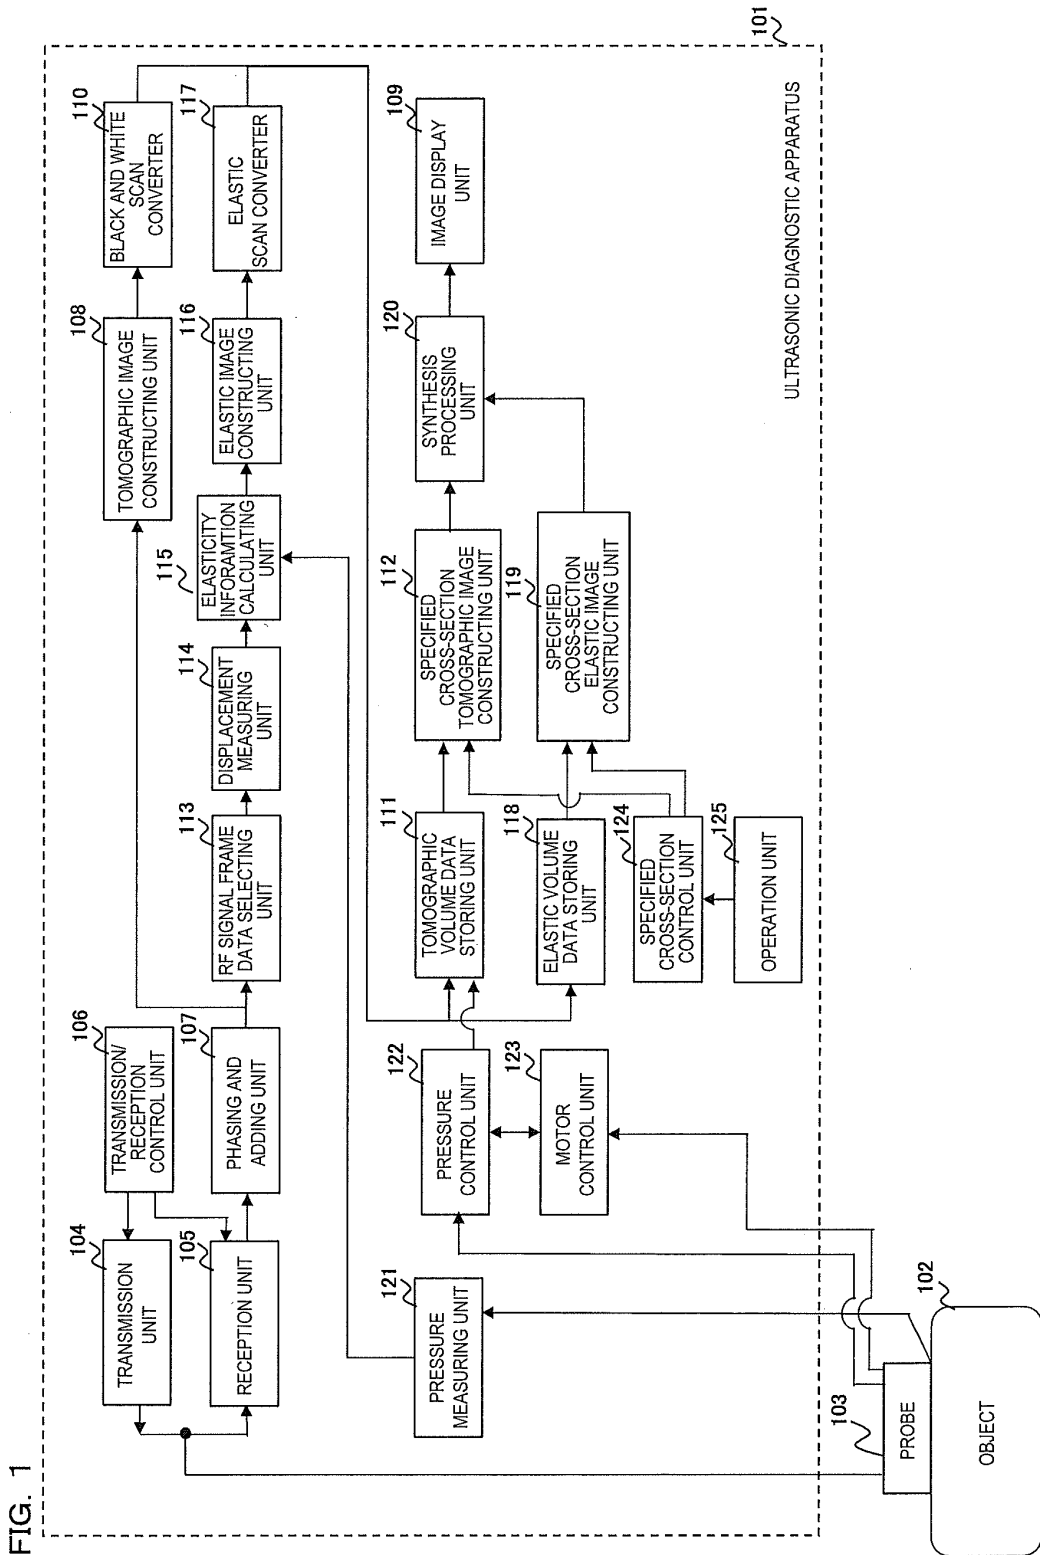 FIG. 1
101
ULTRASONIC DIAGNOSTIC APPARATUS
104
TRANSMISSION
UNIT
106
TRANSMISSION/
RECEPTION
CONTROL UNIT
108
TOMOGRAPHIC IMAGE
CONSTRUCTING UNIT
110
BLACK AND WHITE
SCAN
CONVERTER
105
RECEPTION UNIT
107
PHASING AND
ADDING UNIT
113
RF SIGNAL FRAME
DATA SELECTING
UNIT
114
DISPLACEMENT
MEASURING
UNIT
115
ELASTICITY
INFORAMTION
CALCULATING
UNIT
116
ELASTIC IMAGE
CONSTRUCTING
UNIT
117
ELASTIC
SCAN CONVERTER
121
PRESSURE
MEASURING UNIT
122
PRESSURE
CONTROL UNIT
111
TOMOGRAPHIC
VOLUME DATA
STORING UNIT
112
SPECIFIED
CROSS-SECTION
TOMOGRAPHIC IMAGE
CONSTRUCTING UNIT
120
SYNTHESIS
PROCESSING
UNIT
109
IMAGE DISPLAY
UNIT
123
MOTOR
CONTROL UNIT
118
ELASTIC VOLUME
DATA STORING
UNIT
119
SPECIFIED
CROSS-SECTION
ELASTIC IMAGE
CONSTRUCTING UNIT
124
SPECIFIED
CROSS-SECTION
CONTROL UNIT
125
OPERATION UNIT
103
PROBE
102
OBJECT